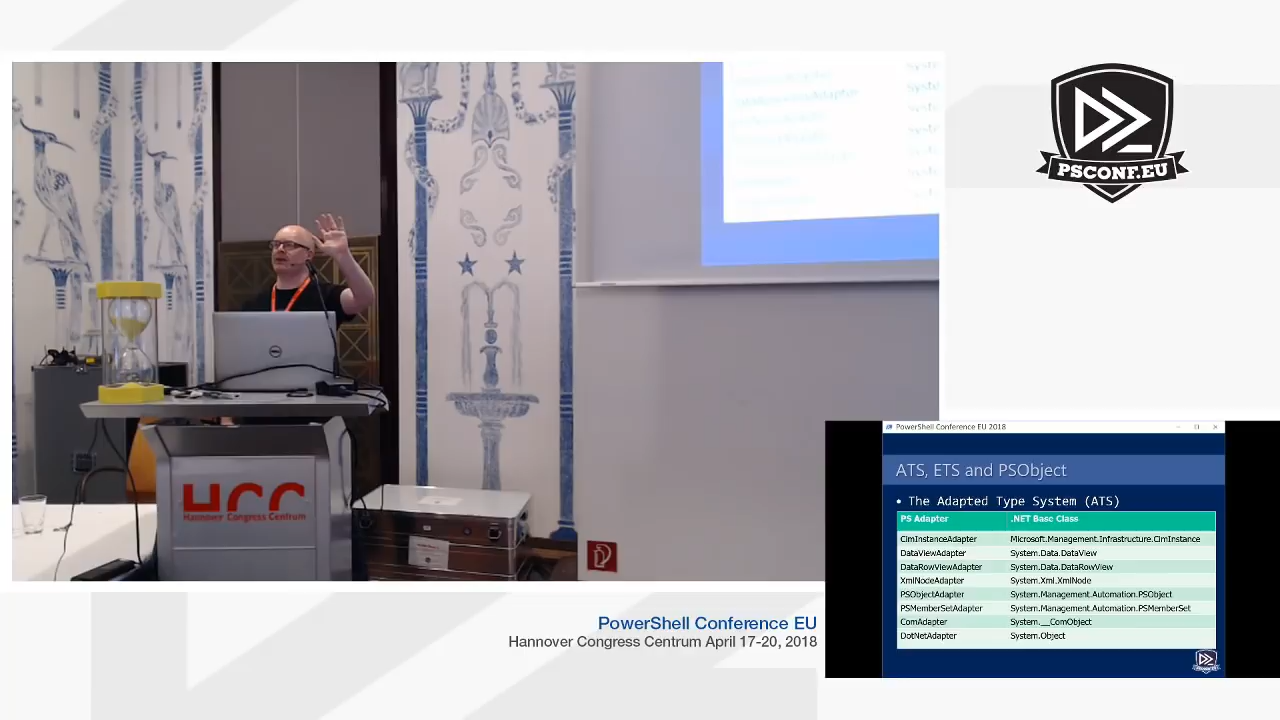 PSCONF.EU
HCC
Hannover Congress Centrum
PowerShell Conference EU
Hannover Congress Centrum April 17-20, 2018
PowerShell Conference EU 2018
ATS, ETS and PSObject
• The Adapted Type System (ATS)
PS Adapter .NET Base Class
CimInstanceAdapter Microsoft.Management.Infrastructure.CimInstance
DataViewAdapter System.Data.DataView
DataRowViewAdapter System.Data.DataRowView
XmlNodeAdapter System.Xml.XmlNode
PSObjectAdapter System.Management.Automation.PSObject
PSMemberSetAdapter System.Management.Automation.PSMemberSet
ComAdapter System.__ComObject
DotNetAdapter System.Object
PSCONF.EU